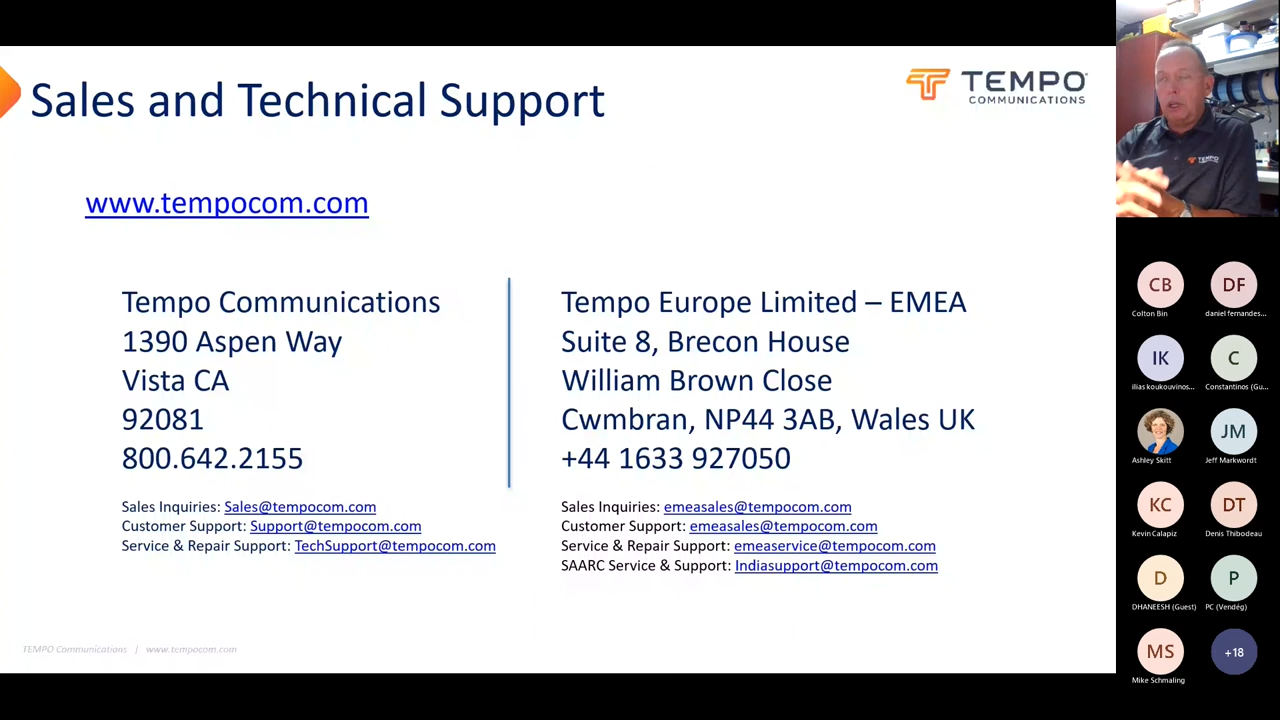 Sales and Technical Support
TEMPO
COMMUNICATIONS
www.tempocom.com
Tempo Communications
1390 Aspen Way
Vista CA
92081
800.642.2155
Sales Inquiries: Sales@tempocom.com
Customer Support: Support@tempocom.com
Service & Repair Support: TechSupport@tempocom.com
Tempo Europe Limited – EMEA
Suite 8, Brecon House
William Brown Close
Cwmbran, NP44 3AB, Wales UK
+44 1633 927050
Sales Inquiries: emeasales@tempocom.com
Customer Support: emeasales@tempocom.com
Service & Repair Support: emeaservice@tempocom.com
SAARC Service & Support: Indiasupport@tempocom.com
TEMPO Communications | www.tempocom.com
TEMPO
CB
Colton Bin
DF
daniel fernandes...
IK
ilias koukouvinos...
C
Constantinos (Gu...
Ashley Skitt
JM
Jeff Markwordt
KC
Kevin Calapiz
DT
Denis Thibodeau
D
DHANEESH (Guest)
P
PC (Vendég)
MS
Mike Schmaling
+18